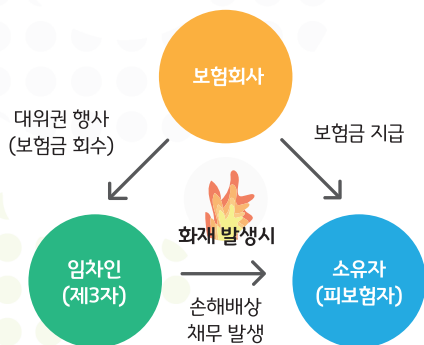 보험회사
대위권 행사
(보험금 회수)
보험금 지급
화재 발생시
임차인
(제3자)
소유자
(피보험자)
손해배상
채무 발생